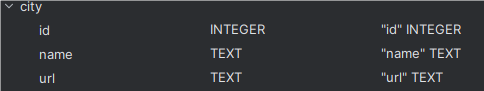 city
id INTEGER "id" INTEGER
name TEXT "name" TEXT
url TEXT "url" TEXT